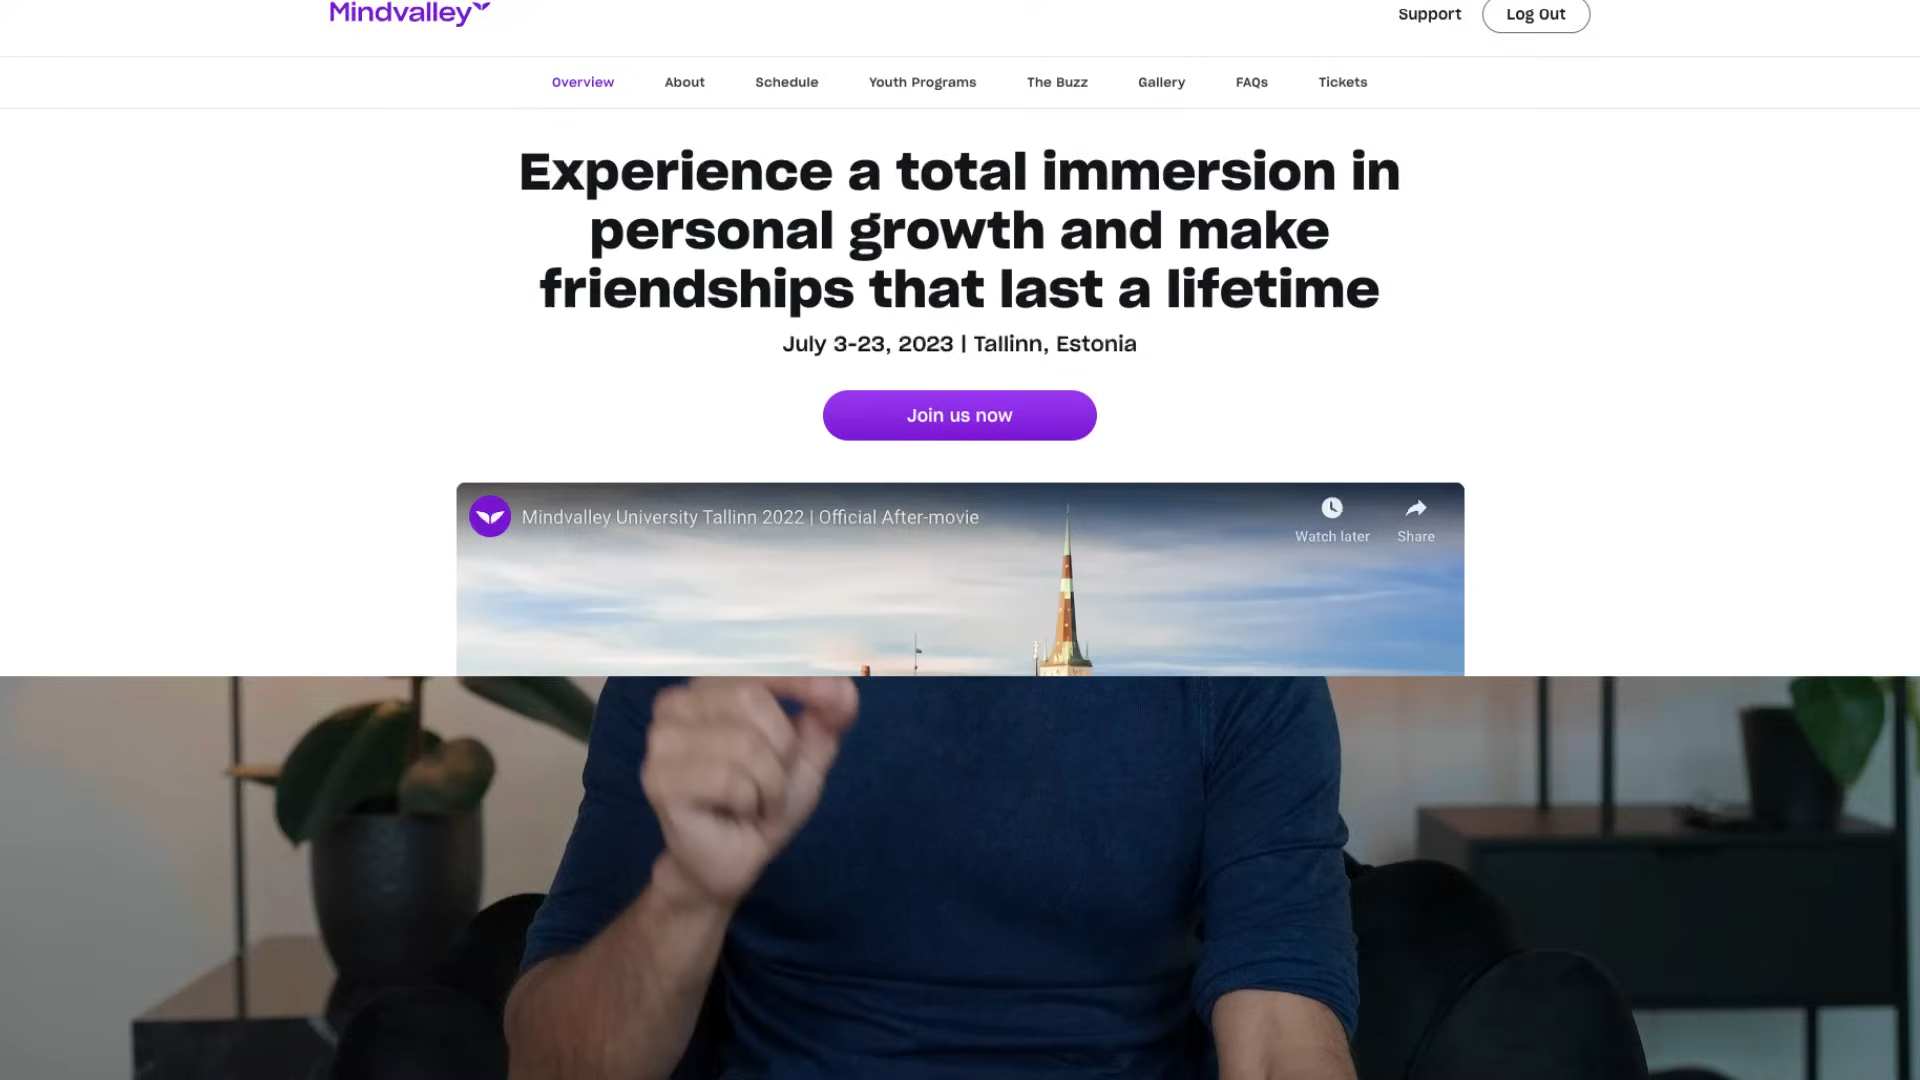 Mindvalley
Support
Log Out
Overview
About
Schedule
Youth Programs
The Buzz
Gallery
FAQs
Tickets
Experience a total immersion in
personal growth and make
friendships that last a lifetime
July 3-23, 2023 | Tallinn, Estonia
Join us now
Mindvalley University Tallinn 2022 | Official After-movie
Watch later
Share